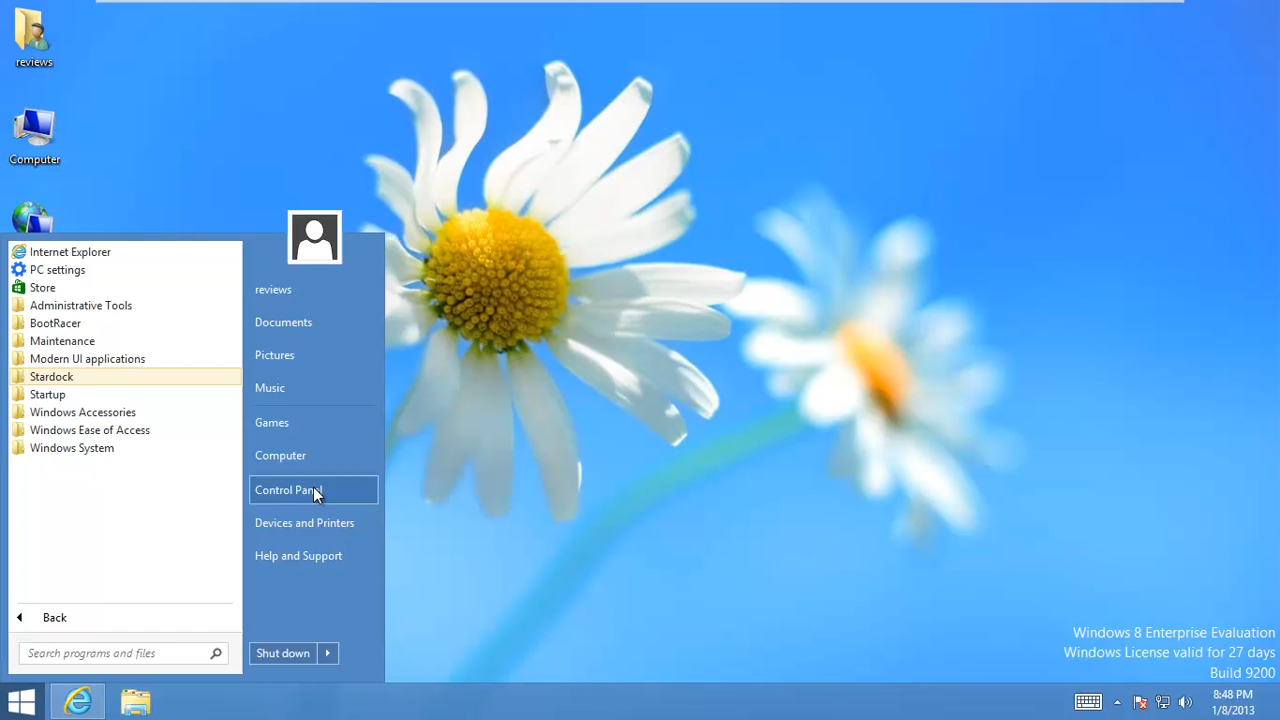 reviews
Computer
Internet Explorer
PC settings
Store
Administrative Tools
BootRacer
Maintenance
Modern UI applications
Stardock
Startup
Windows Accessories
Windows Ease of Access
Windows System
Back
Search programs and files
reviews
Documents
Pictures
Music
Games
Computer
Control Panel
Devices and Printers
Help and Support
Shut down
Windows 8 Enterprise Evaluation
Windows License valid for 27 days
Build 9200
8:48 PM
1/8/2013